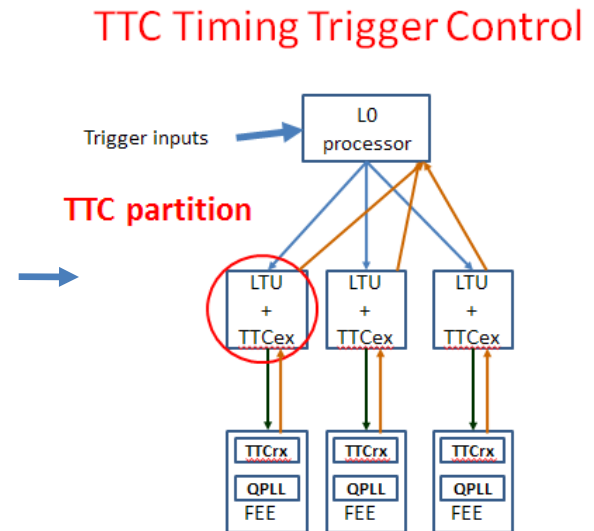 TTC Timing Trigger Control
L0
processor
Trigger inputs
TTC partition
LTU
+
TTCex
LTU
+
TTCex
LTU
+
TTCex
TTCrx
QPLL
FEE
TTCrx
QPLL
FEE
TTCrx
QPLL
FEE